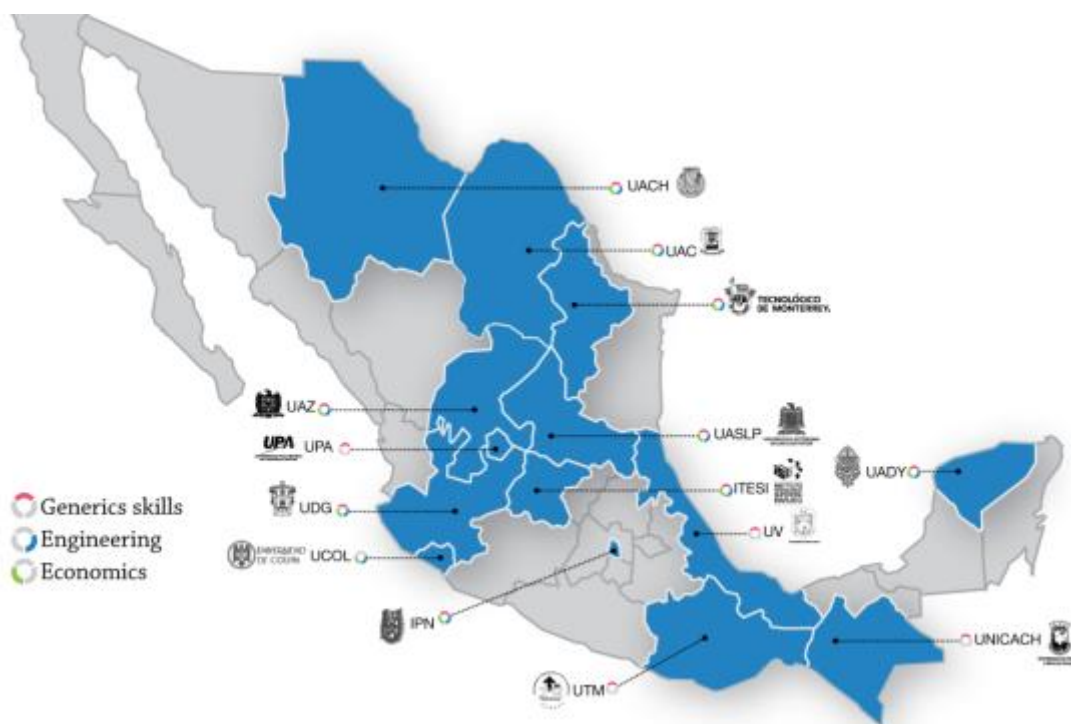 UACH
UAC
TECNOLÓGICO
DE MONTERREY.
UAZ
UPA UPA
UASLP
UADY
ITESI
UDG
UV
UCOL
IPN
UNICACH
UTM
Generics skills
Engineering
Economics